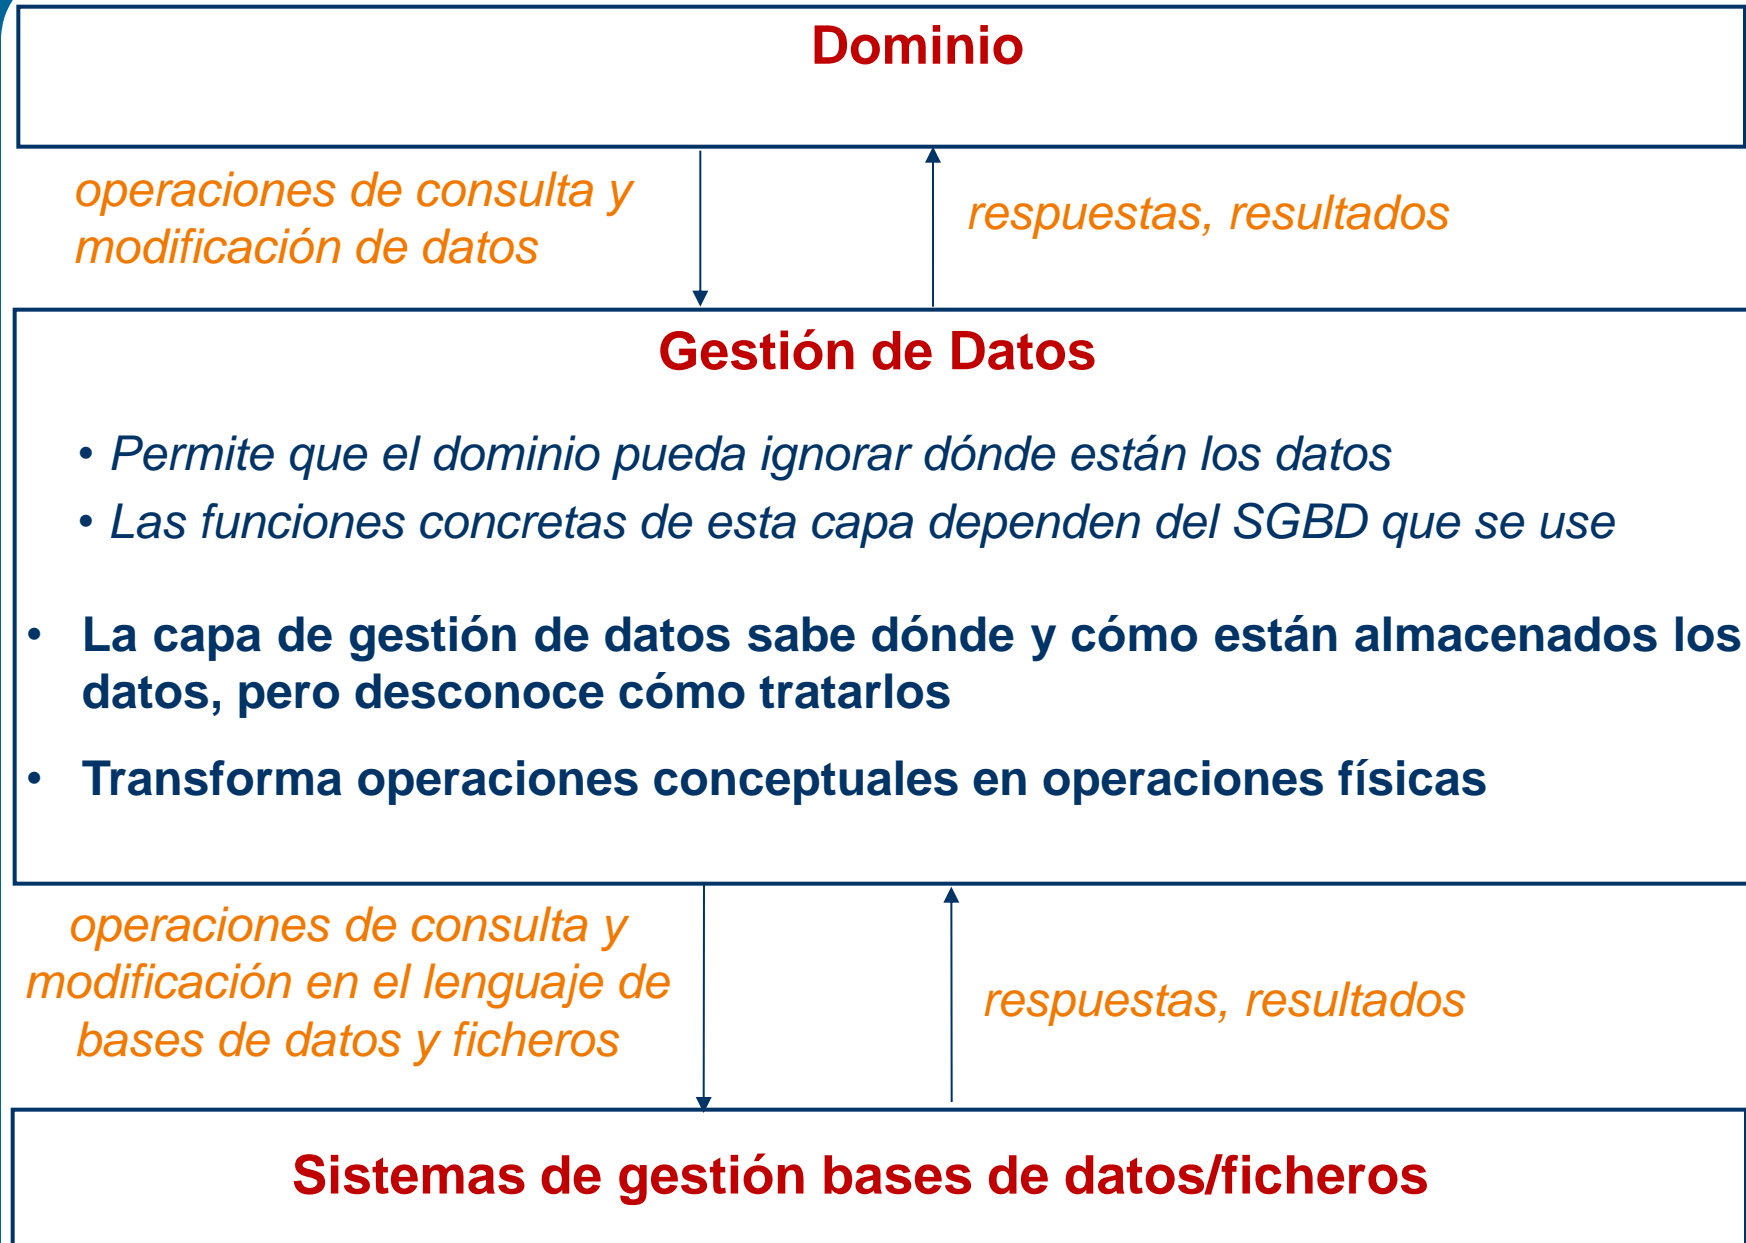 Dominio
operaciones de consulta y
modificación de datos
respuestas, resultados
Gestión de Datos
• Permite que el dominio pueda ignorar dónde están los datos
• Las funciones concretas de esta capa dependen del SGBD que se use
• La capa de gestión de datos sabe dónde y cómo están almacenados los
datos, pero desconoce cómo tratarlos
• Transforma operaciones conceptuales en operaciones físicas
operaciones de consulta y
modificación en el lenguaje de
bases de datos y ficheros
respuestas, resultados
Sistemas de gestión bases de datos/ficheros